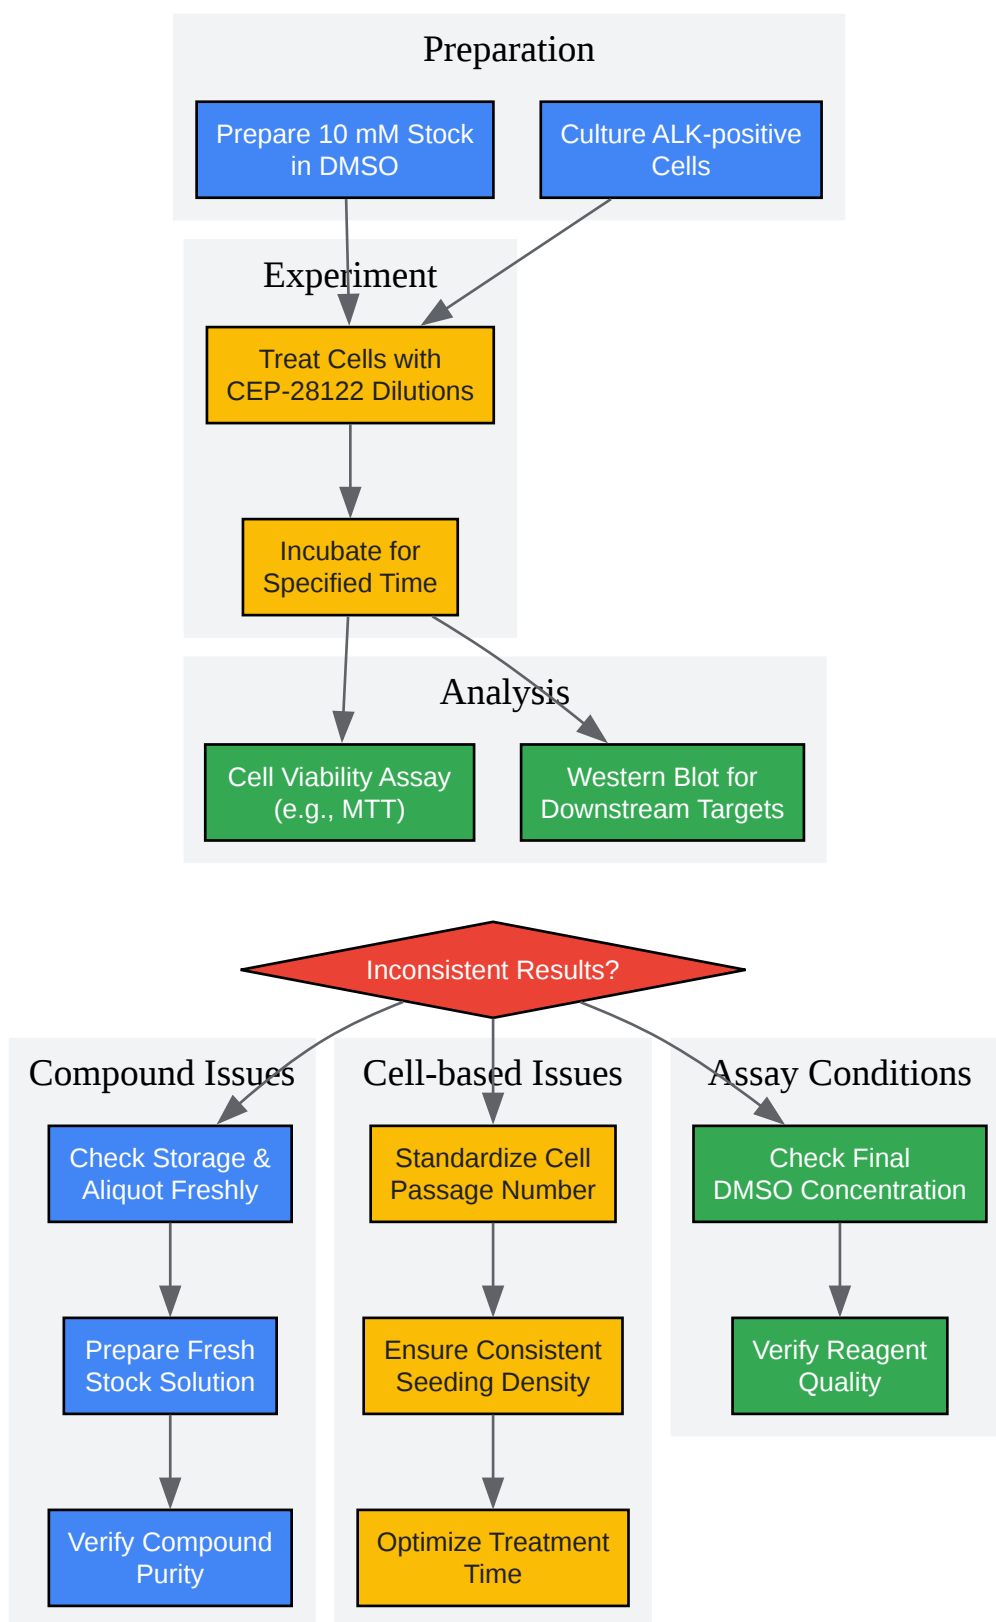 Preparation
Prepare 10 mM Stock
in DMSO
Culture ALK-positive
Cells
Experiment
Treat Cells with
CEP-28122 Dilutions
Incubate for
Specified Time
Analysis
Cell Viability Assay
(e.g., MTT)
Western Blot for
Downstream Targets
Inconsistent Results?
Compound Issues
Check Storage &
Aliquot Freshly
Prepare Fresh
Stock Solution
Verify Compound
Purity
Cell-based Issues
Standardize Cell
Passage Number
Ensure Consistent
Seeding Density
Optimize Treatment
Time
Assay Conditions
Check Final
DMSO Concentration
Verify Reagent
Quality